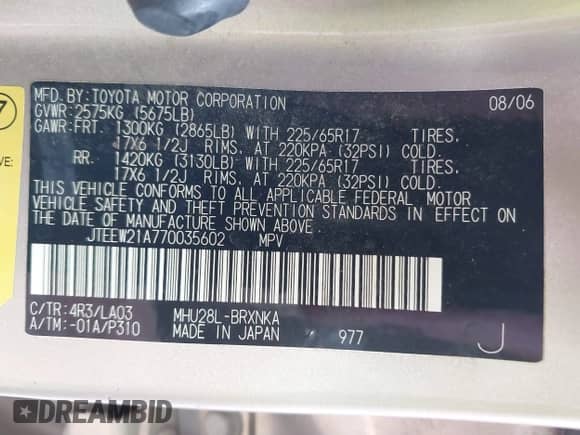 MFD.BY:TOYOTA MOTOR CORPORATION 08/06
GVWR:2575KG (5675LB)
GAWR:FRT. 1300KG (2865LB) WITH 225/65R17 TIRES,
17X6 1/2J RIMS, AT 220KPA (32PSI) COLD.
RR. 1420KG (3130LB) WITH 225/65R17 TIRES,
17X6 1/2J RIMS, AT 220KPA (32PSI) COLD.
THIS VEHICLE CONFORMS TO ALL APPLICABLE FEDERAL MOTOR
VEHICLE SAFETY AND THEFT PREVENTION STANDARDS IN EFFECT ON
THE DATE OF MANUFACTURE SHOWN ABOVE.
JTEEW21A770035602 MPV
C/TR:4R3/LA03 MHU28L-BRXNKA
A/TM:-01A/P310 MADE IN JAPAN 977 J
7
VE:
DREAMBID